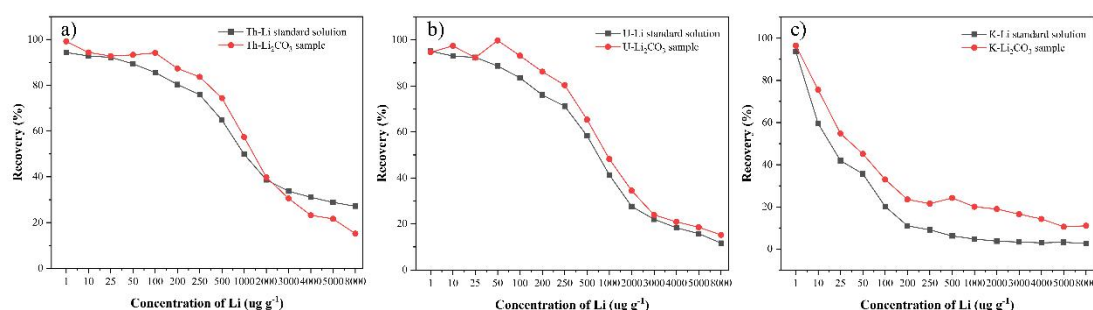 a)
Th-Li standard solution
Th-Li₂CO₃ sample
Recovery (%)
100
80
60
40
20
0
1 10 25 50 100 200 250 500 1000 2000 3000 4000 5000 8000
Concentration of Li (ug g⁻¹)
b)
U-Li standard solution
U-Li₂CO₃ sample
Recovery (%)
100
80
60
40
20
0
1 10 25 50 100 200 250 500 1000 2000 3000 4000 5000 8000
Concentration of Li (ug g⁻¹)
c)
K-Li standard solution
K-Li₂CO₃ sample
Recovery (%)
100
80
60
40
20
0
1 10 25 50 100 200 250 500 1000 2000 3000 4000 5000 8000
Concentration of Li (ug g⁻¹)